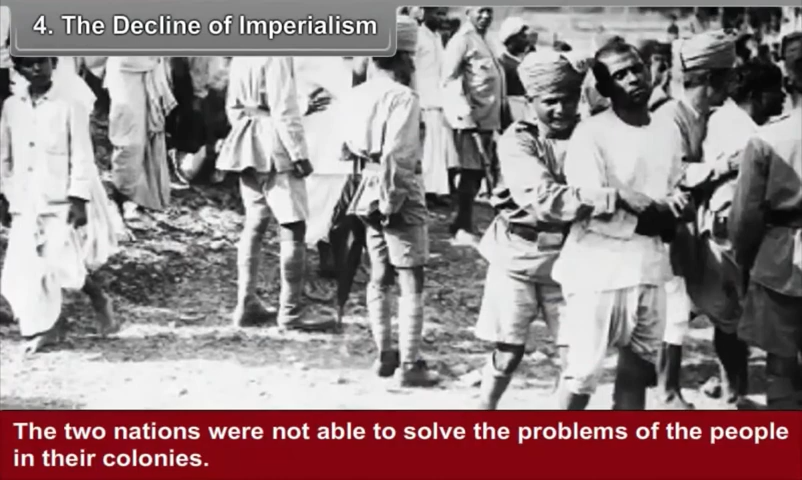 4. The Decline of Imperialism
The two nations were not able to solve the problems of the people
in their colonies.